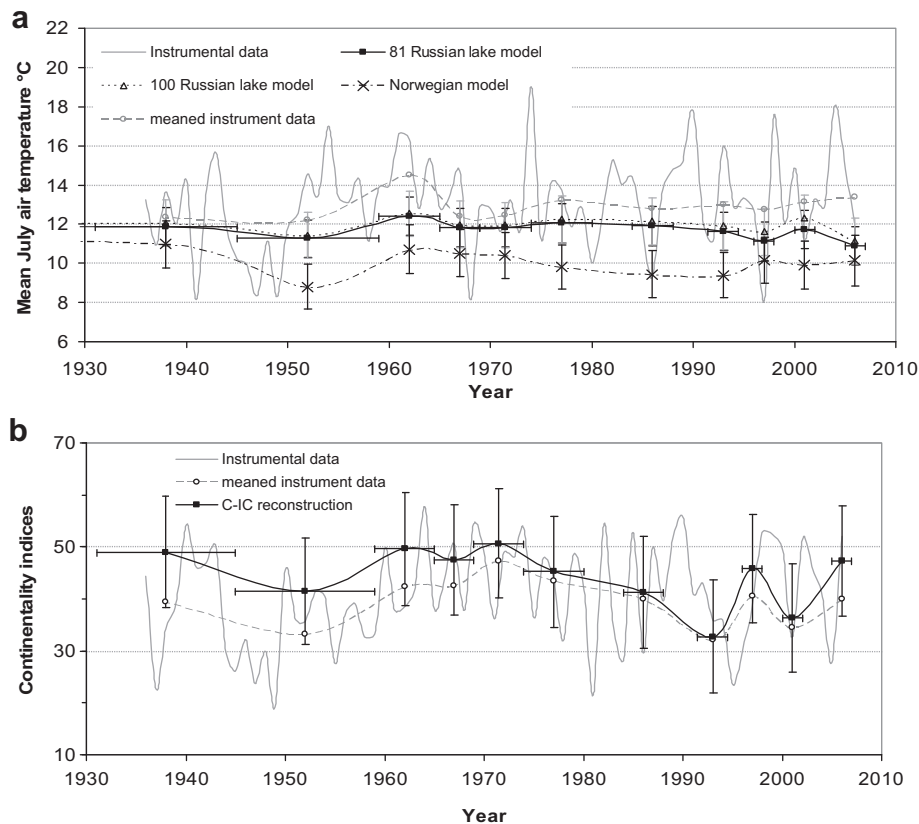 a
22
20
18
16
14
12
10
8
6
Mean July air temperature °C
Instrumental data
81 Russian lake model
100 Russian lake model
Norwegian model
meaned instrument data
1930 1940 1950 1960 1970 1980 1990 2000 2010
Year
b
70
50
30
10
Continentality indices
Instrumental data
meaned instrument data
C-IC reconstruction
1930 1940 1950 1960 1970 1980 1990 2000 2010
Year